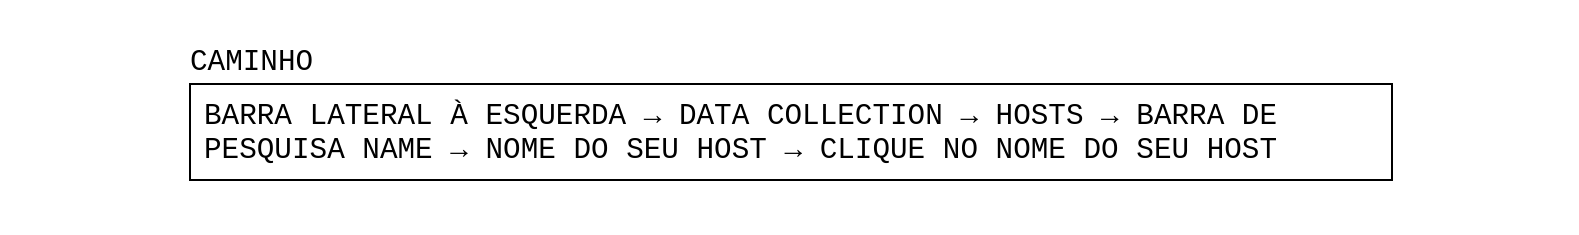 CAMINHO
BARRA LATERAL À ESQUERDA → DATA COLLECTION → HOSTS → BARRA DE
PESQUISA NAME → NOME DO SEU HOST → CLIQUE NO NOME DO SEU HOST